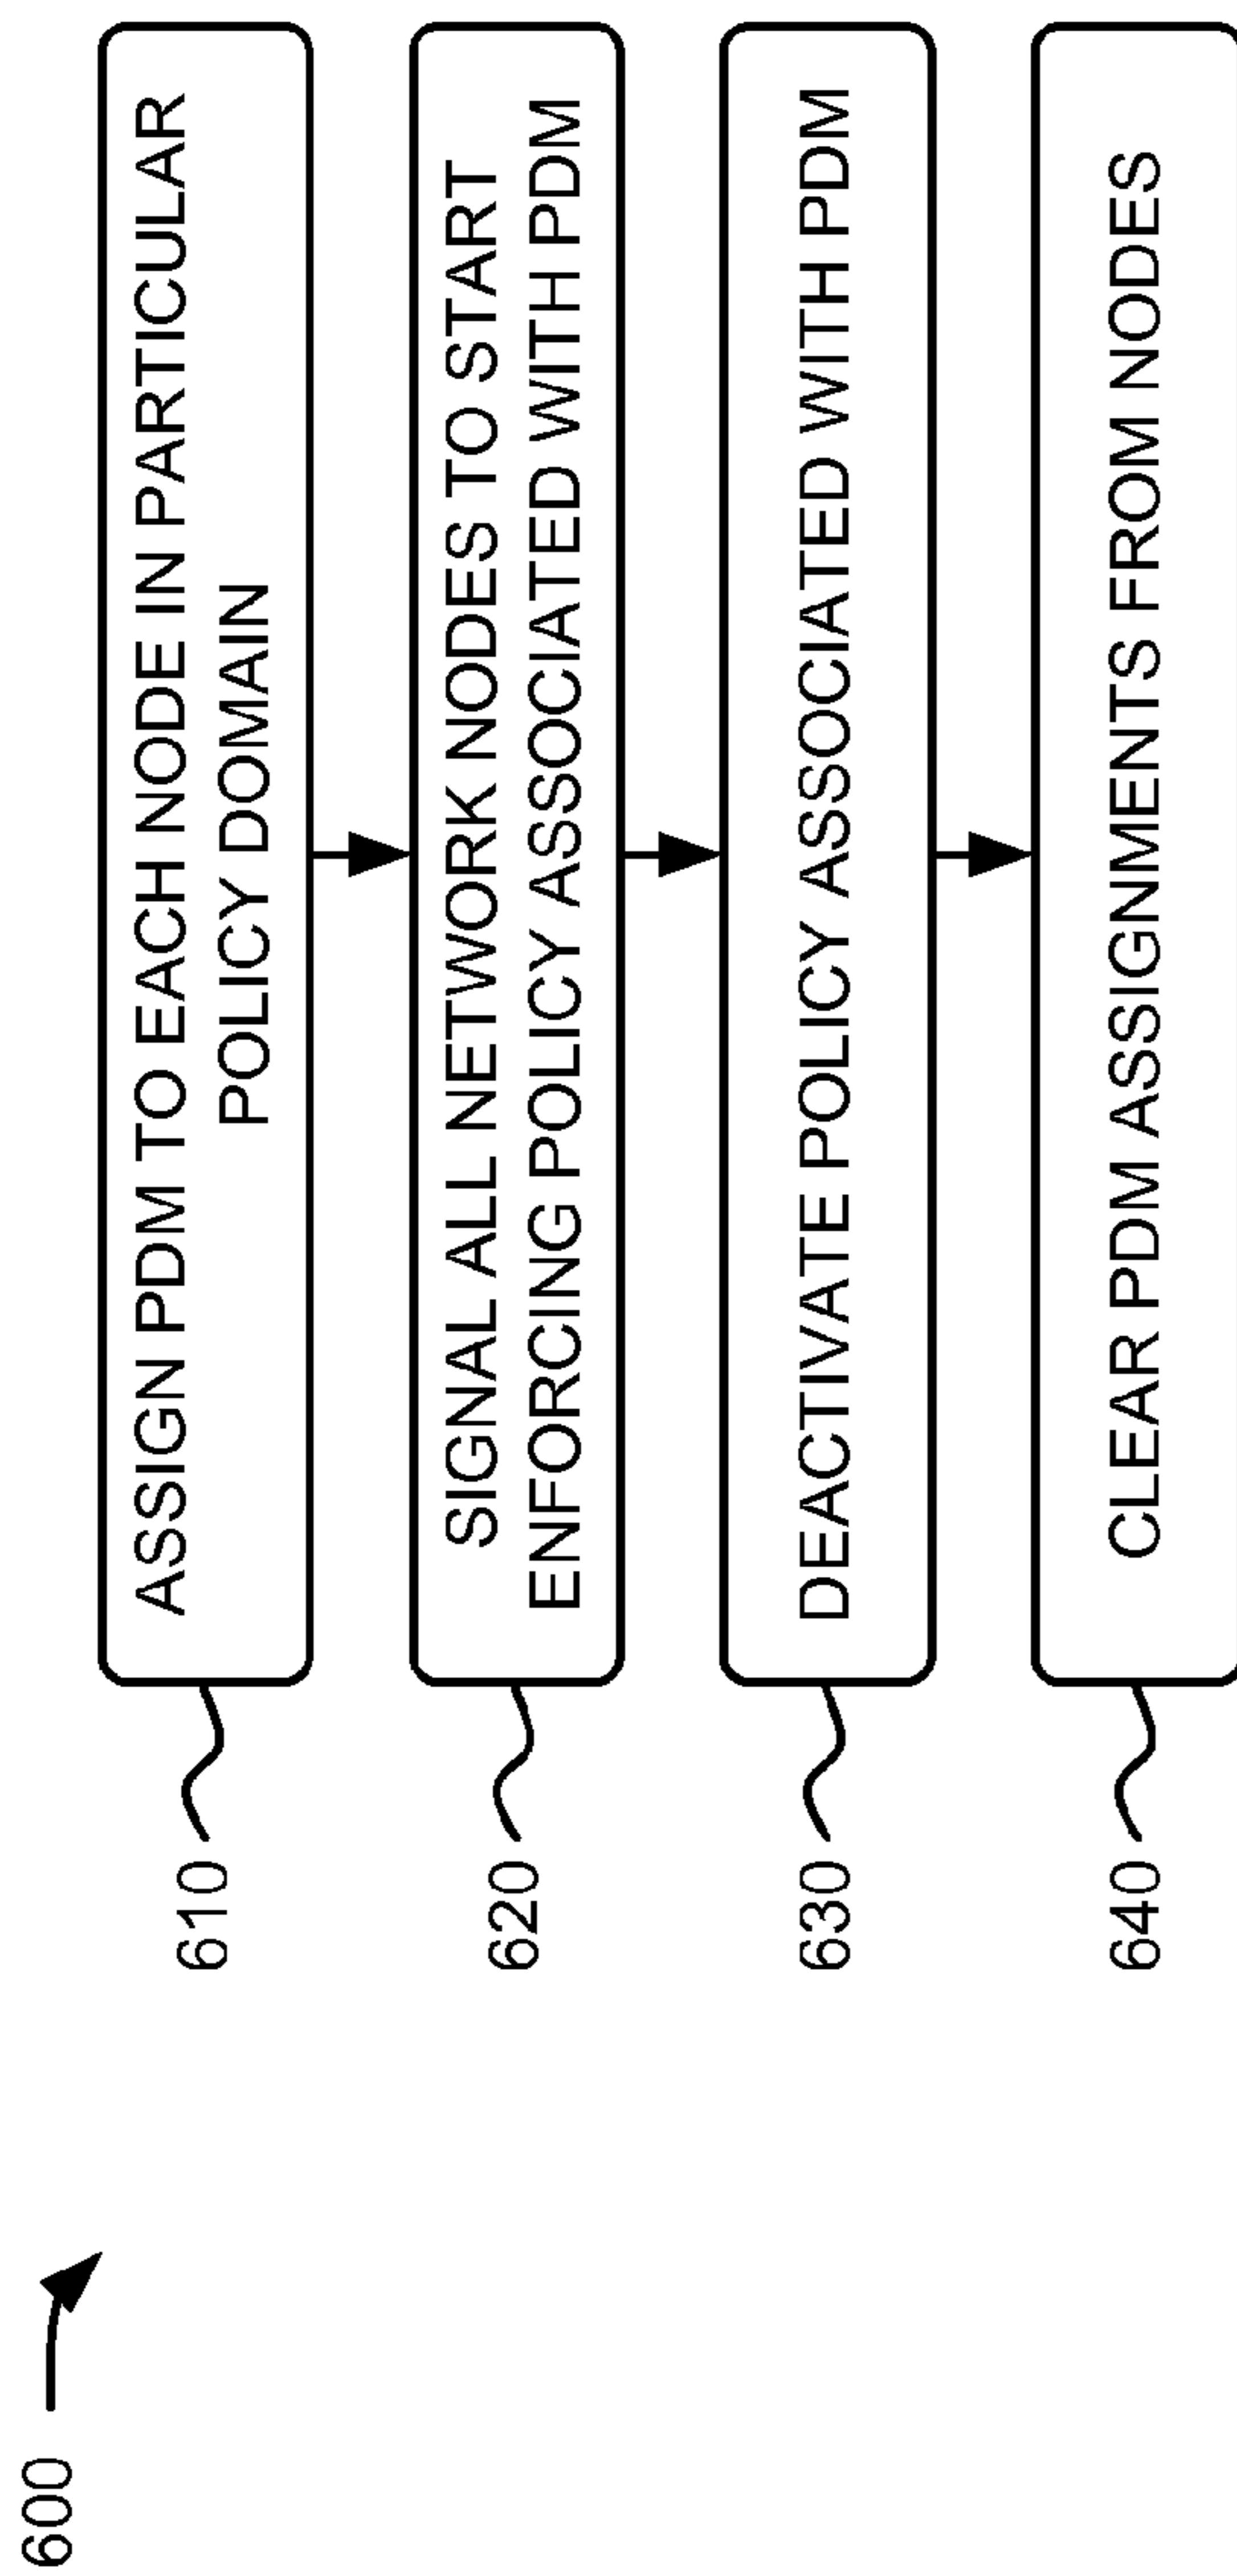 600
610
ASSIGN PDM TO EACH NODE IN PARTICULAR
POLICY DOMAIN
620
SIGNAL ALL NETWORK NODES TO START
ENFORCING POLICY ASSOCIATED WITH PDM
630
DEACTIVATE POLICY ASSOCIATED WITH PDM
640
CLEAR PDM ASSIGNMENTS FROM NODES